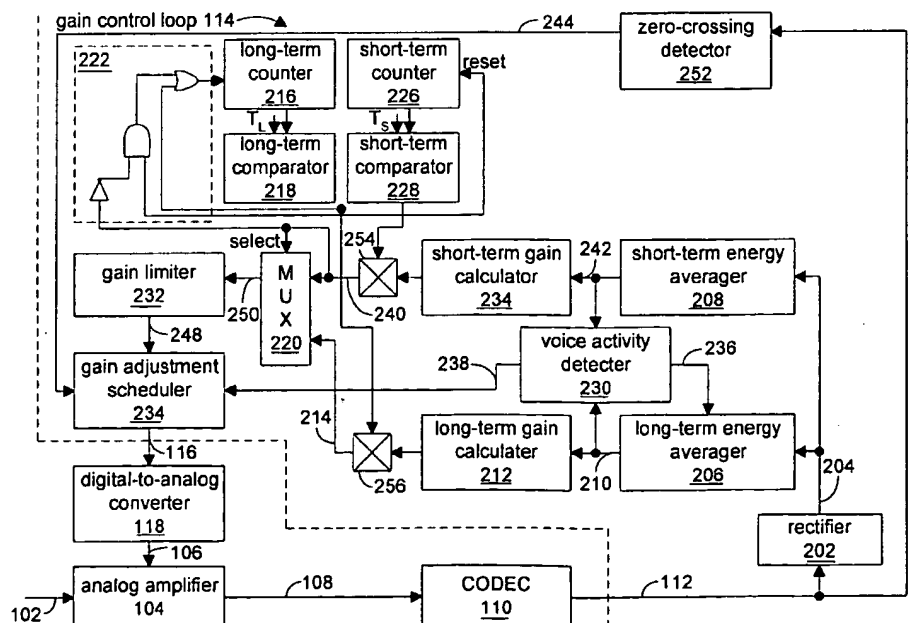 gain control loop 114
244
zero-crossing
detector
252
222
long-term
counter
216
short-term
counter
226
reset
TL
TS
long-term
comparator
218
short-term
comparator
228
select
254
gain limiter
232
250
M
U
X
220
240
short-term gain
calculator
234
242
short-term energy
averager
208
248
gain adjustment
scheduler
234
238
voice activity
detecter
230
236
214
256
long-term gain
calculater
212
210
long-term energy
averager
206
204
116
digital-to-analog
converter
118
rectifier
202
106
102
analog amplifier
104
108
CODEC
110
112